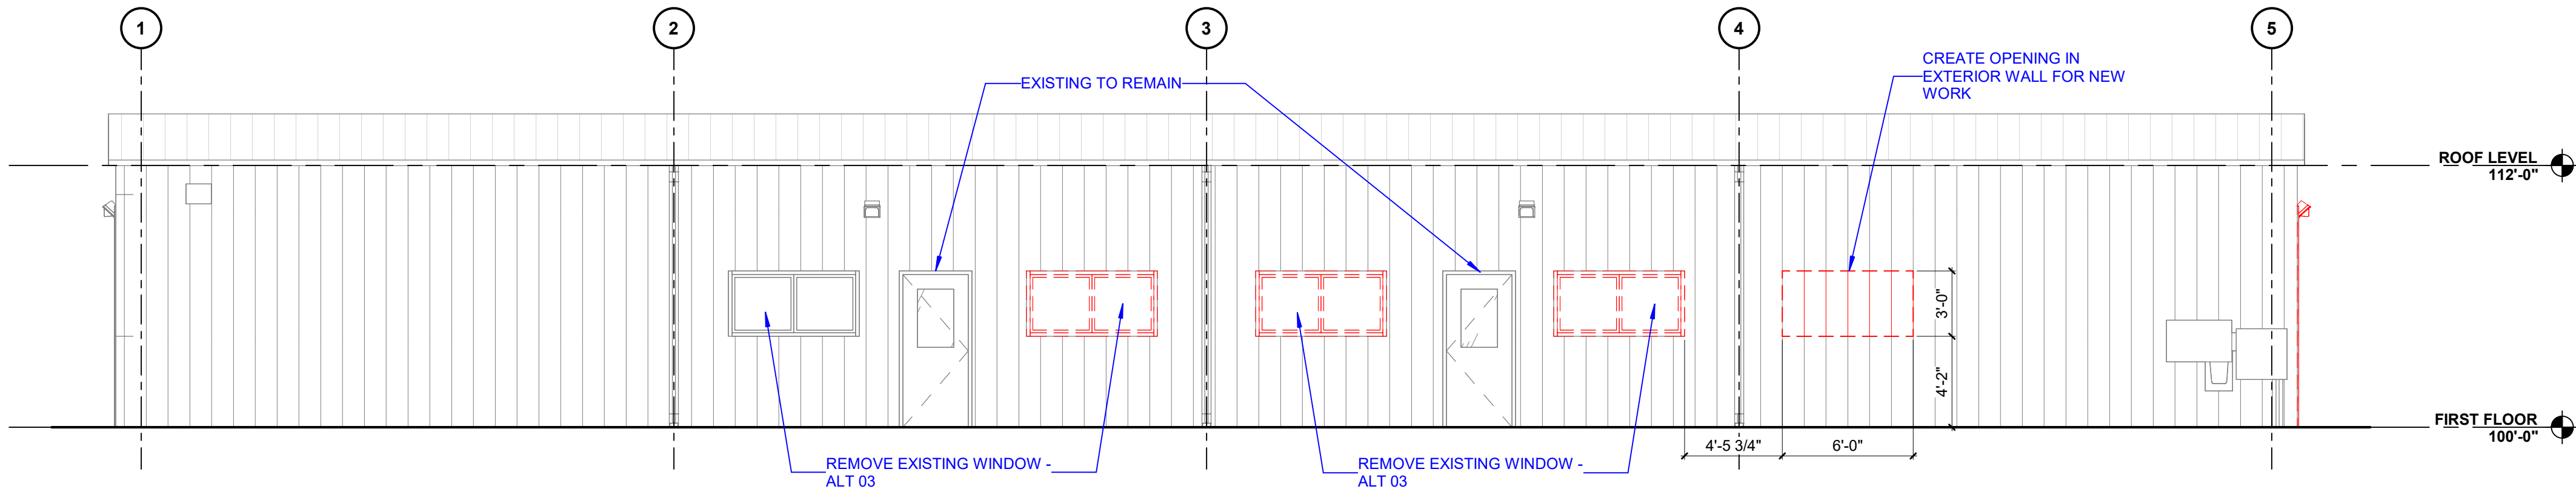 1
2
3
4
5
EXISTING TO REMAIN
CREATE OPENING IN
EXTERIOR WALL FOR NEW
WORK
ROOF LEVEL
112'-0"
3'-0"
4'-2"
FIRST FLOOR
100'-0"
4'-5 3/4"
6'-0"
REMOVE EXISTING WINDOW -
ALT 03
REMOVE EXISTING WINDOW -
ALT 03